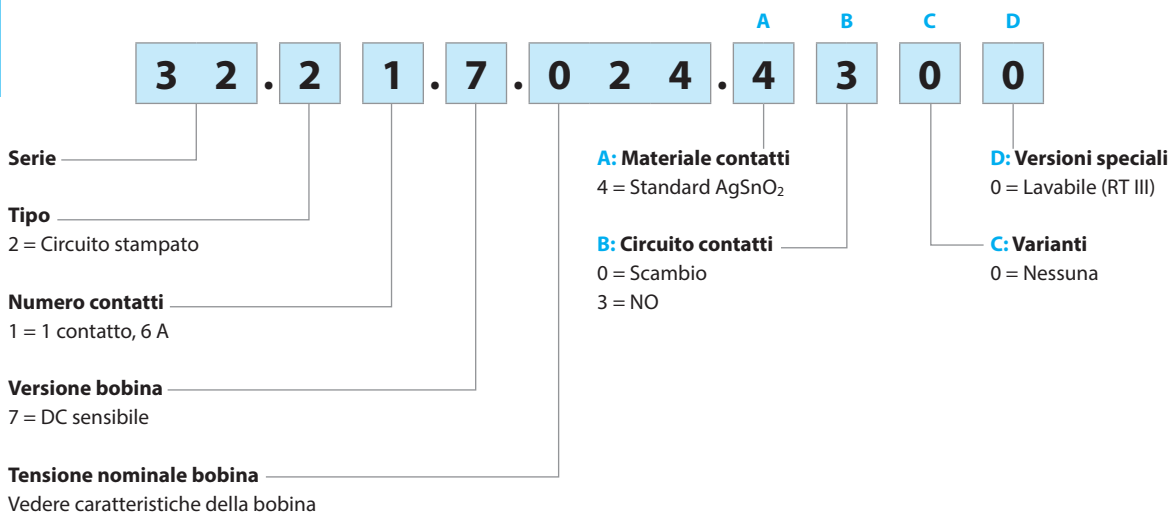 A B C D
3 2 . 2 1 . 7 . 0 2 4 . 4 3 0 0
Serie
Tipo
2 = Circuito stampato
Numero contatti
1 = 1 contatto, 6 A
Versione bobina
7 = DC sensibile
Tensione nominale bobina
Vedere caratteristiche della bobina
A: Materiale contatti
4 = Standard AgSnO₂
B: Circuito contatti
0 = Scambio
3 = NO
D: Versioni speciali
0 = Lavabile (RT III)
C: Varianti
0 = Nessuna